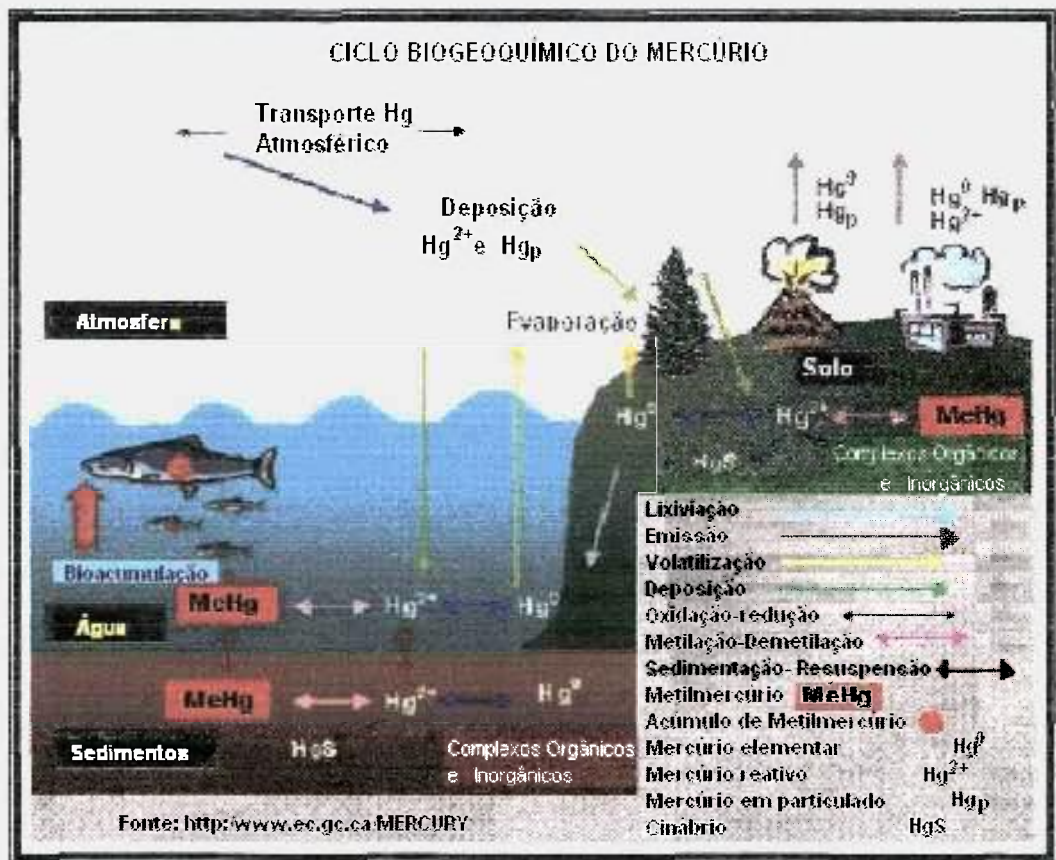 CICLO BIOGEOQUÍMICO DO MERCÚRIO
Transporte Hg
Atmosférico
Deposição
Hg²⁺ e Hgp
Hg⁰
Hgp
Hg⁰ Hgp
Hg²⁺
Atmosfera
Evaporação
Solo
Hg⁰
Hg²⁺
MeHg
HgS
Complexos Orgânicos
e Inorgânicos
Bioacumulação
MeHg
Hg²⁺
Hg⁰
Água
MeHg
Hg²⁺
Hg⁰
Sedimentos
HgS
Complexos Orgânicos
e Inorgânicos
Lixiviação
Emissão
Volatilização
Deposição
Oxidação-redução
Metilação-Demetilação
Sedimentação-Resuspensão
Metilmercúrio MeHg
Acúmulo de Metilmercúrio
Mercúrio elementar Hg⁰
Mercúrio reativo Hg²⁺
Mercúrio em particulado Hgp
Cinabrio HgS
Fonte: http:/www.ec.gc.ca/MERCURY